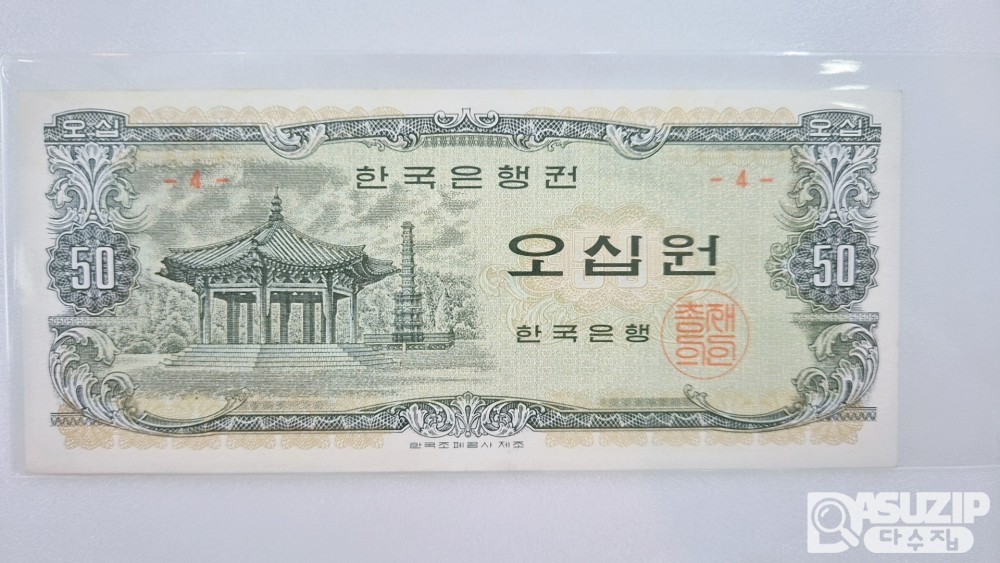 오십 오십
- 4 - - 4 -
한국은행권
50 오십원 50
한국은행
총재의인
한국조폐공사 제조
ASUZIP
다수집